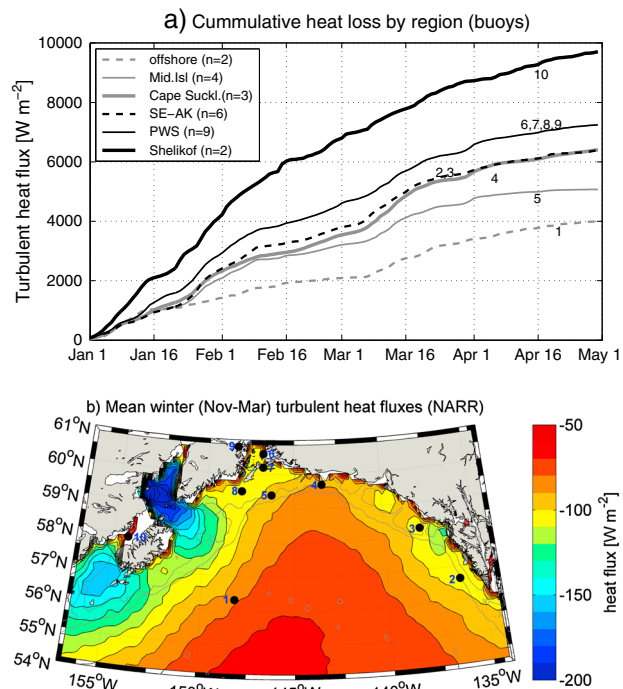 a) Cummulative heat loss by region (buoys)
Turbulent heat flux [W m⁻²]
10000
8000
6000
4000
2000
0
offshore (n=2)
Mid.Isl (n=4)
Cape Suckl.(n=3)
SE-AK (n=6)
PWS (n=9)
Shelikof (n=2)
10
6,7,8,9
2,3
4
5
1
Jan 1 Jan 16 Feb 1 Feb 16 Mar 1 Mar 16 Apr 1 Apr 16 May 1
b) Mean winter (Nov-Mar) turbulent heat fluxes (NARR)
61°N
60°N
59°N
58°N
57°N
56°N
55°N
54°N
9
6
7
8
5
4
3
10
2
1
155°W 150°W 145°W 140°W 135°W
-50
-100
-150
-200
heat flux [W m⁻²]